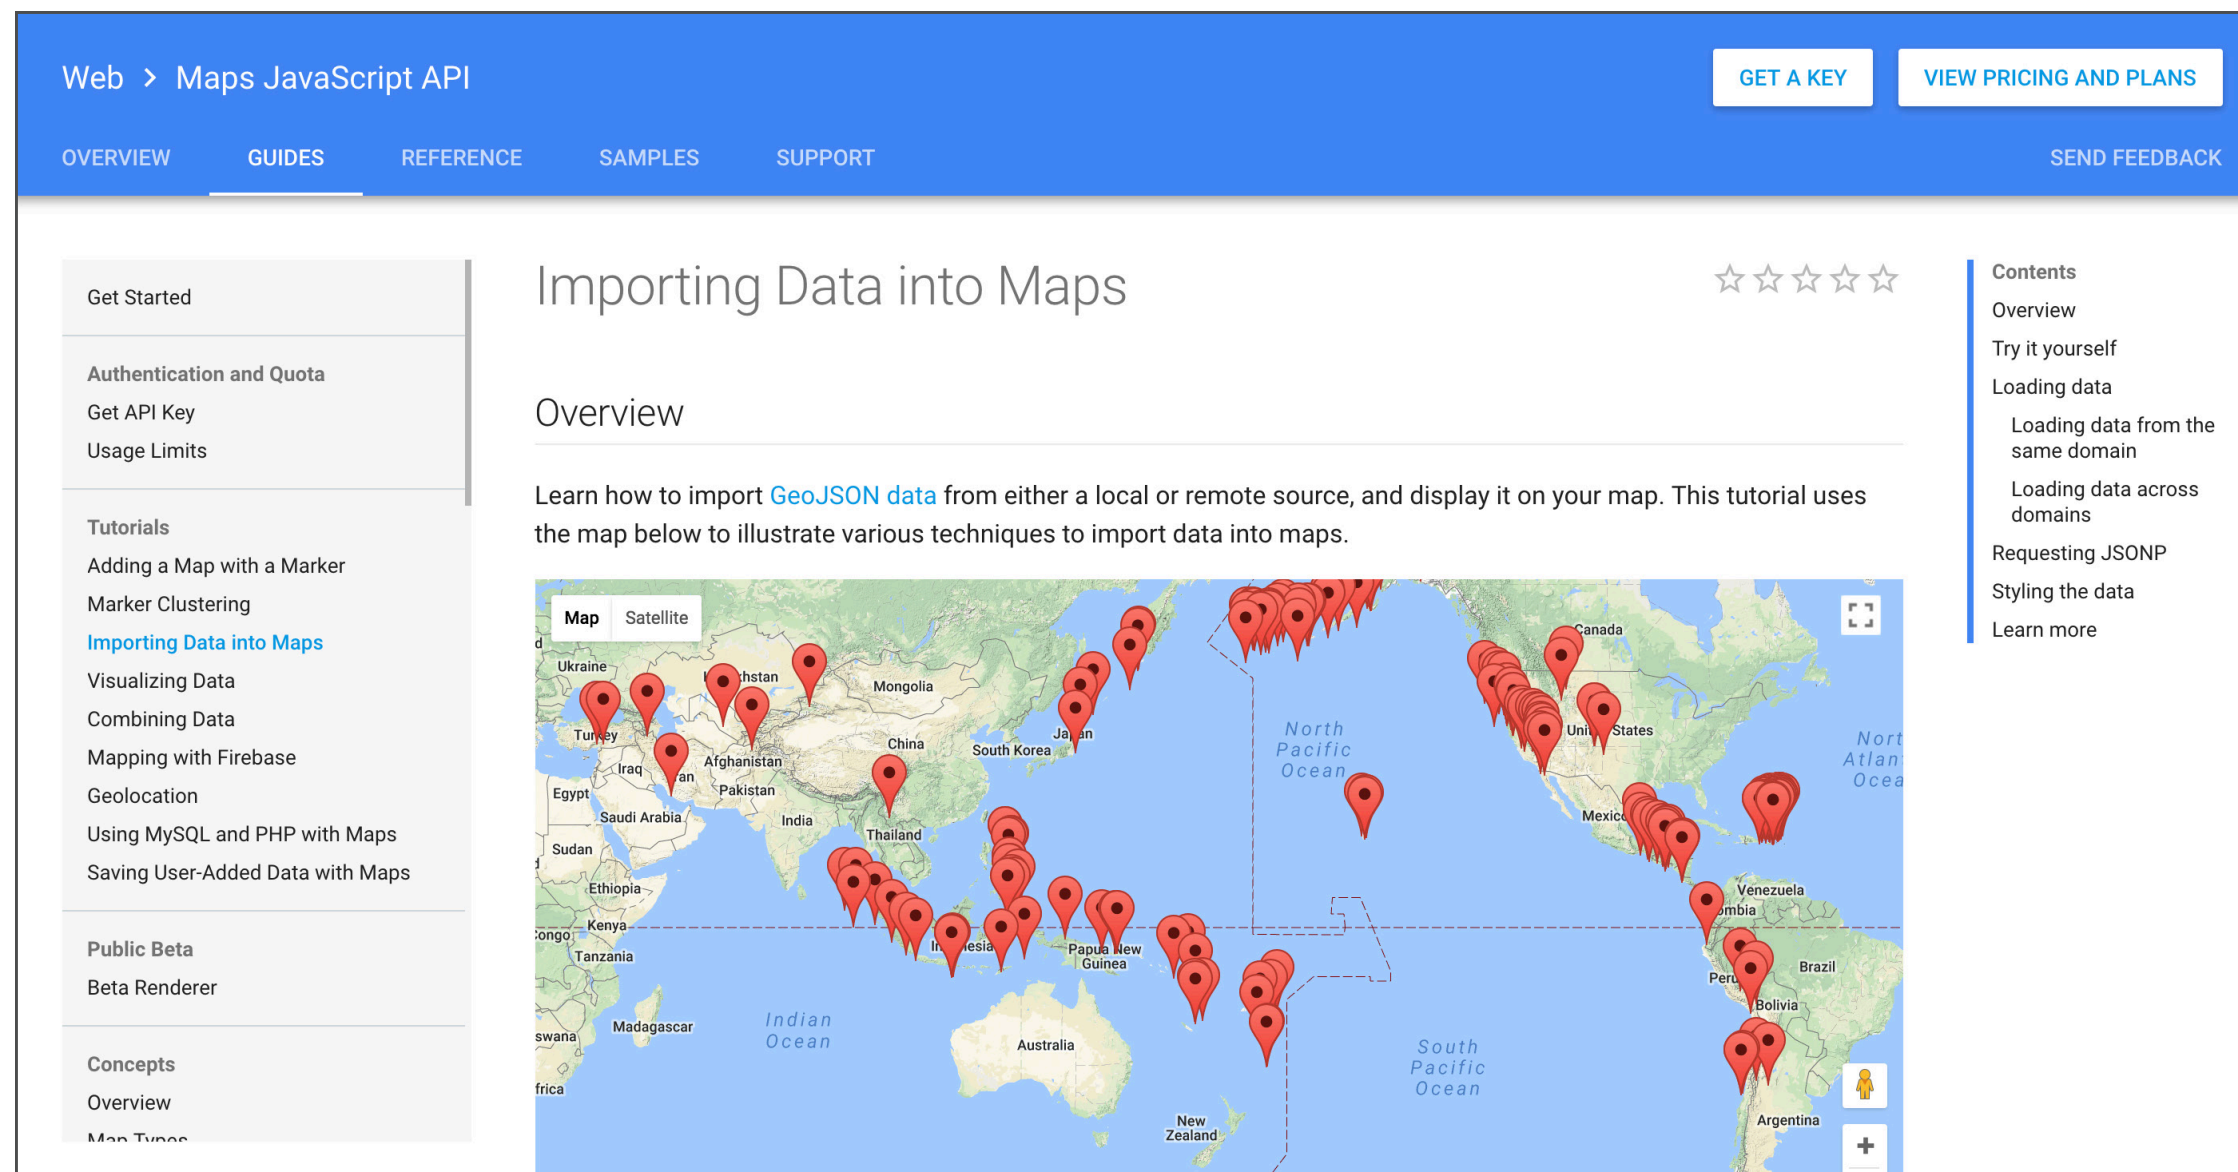 Web > Maps JavaScript API
GET A KEY
VIEW PRICING AND PLANS
OVERVIEW
GUIDES
REFERENCE
SAMPLES
SUPPORT
SEND FEEDBACK
Get Started
Authentication and Quota
Get API Key
Usage Limits
Tutorials
Adding a Map with a Marker
Marker Clustering
Importing Data into Maps
Visualizing Data
Combining Data
Mapping with Firebase
Geolocation
Using MySQL and PHP with Maps
Saving User-Added Data with Maps
Public Beta
Beta Renderer
Concepts
Overview
Map Types
Importing Data into Maps
Overview
Learn how to import GeoJSON data from either a local or remote source, and display it on your map. This tutorial uses
the map below to illustrate various techniques to import data into maps.
Map
Satellite
Ukraine
Mongolia
China
South Korea
Afghanistan
Iraq
Pakistan
Egypt
Saudi Arabia
India
Thailand
Sudan
Ethiopia
Kenya
Congo
Tanzania
Papua New
Guinea
Madagascar
Indian
Ocean
Australia
New
Zealand
North
Pacific
Ocean
South
Pacific
Ocean
Canada
States
Venezuela
Brazil
Bolivia
Argentina
+
Contents
Overview
Try it yourself
Loading data
Loading data from the
same domain
Loading data across
domains
Requesting JSONP
Styling the data
Learn more